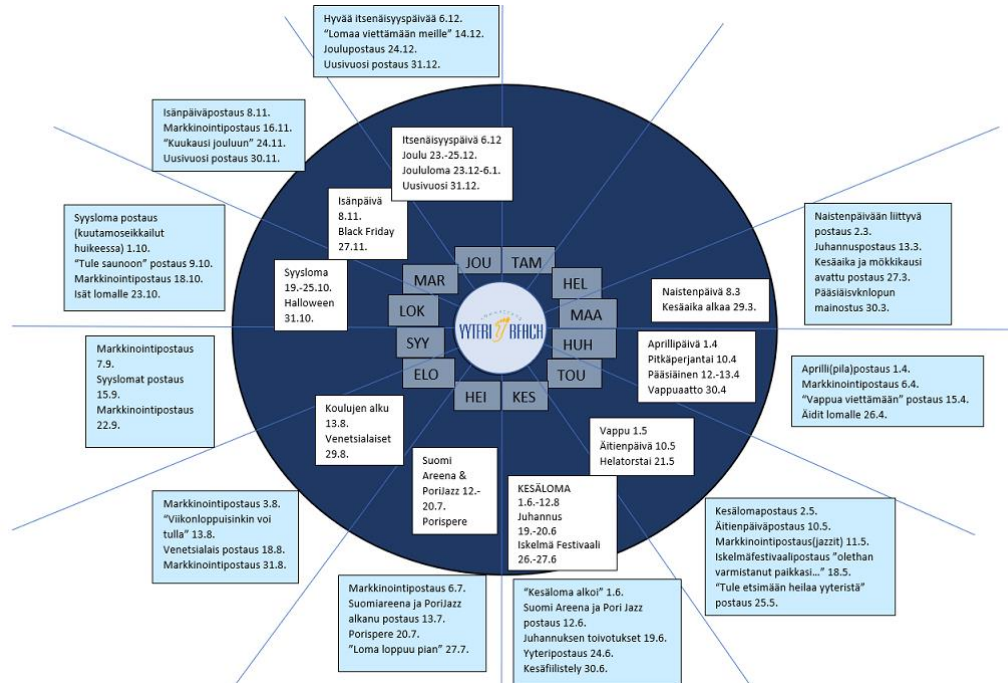 Hyvää itsenäisyyspäivää 6.12.
“Lomaa viettämään meille” 14.12.
Joulupostaus 24.12.
Uusivuosi postaus 31.12.
Isänpäiväpostaus 8.11.
Markkinointipostaus 16.11.
“Kuukausi jouluun” 24.11.
Uusivuosi postaus 30.11.
Itsenäisyyspäivä 6.12
Joulu 23.-25.12.
Joululoma 23.12-6.1.
Uusivuosi 31.12.
Isänpäivä
8.11.
Black Friday
27.11.
Syysloma postaus
(kuutamoseikkailut
huikeessa) 1.10.
“Tule saunoon” postaus 9.10.
Markkinointipostaus 18.10.
Isät lomalle 23.10.
Syysloma
19.-25.10.
Halloween
31.10.
Naistenpäivään liittyvä
postaus 2.3.
Juhannuspostaus 13.3.
Kesäaika ja mökkikausi
avattu postaus 27.3.
Pääsiäisvknlopun
mainostus 30.3.
Naistenpäivä 8.3
Kesäaika alkaa 29.3.
JOU
TAM
MAR
HEL
LOK
MAA
SYY
HUH
ELO
TOU
HEI
KES
YYTERI BEACH
Aprillipäivä 1.4
Pitkäperjantai 10.4
Pääsiäinen 12.-13.4
Vappuaatto 30.4
Markkinointipostaus
7.9.
Syyslomat postaus
15.9.
Markkinointipostaus
22.9.
Aprilli(pila)postaus 1.4.
Markkinointipostaus 6.4.
“Vappua viettämään” postaus 15.4.
Äidit lomalle 26.4.
Koulujen alku
13.8.
Venetsialaiset
29.8.
Suomi
Areena &
PoriJazz 12.-
20.7.
Porispere
KESÄLOMA
1.6.-12.8
Juhannus
19.-20.6
Iskelmä Festivaali
26.-27.6
Vappu 1.5
Äitienpäivä 10.5
Helatorstai 21.5
Markkinointipostaus 3.8.
“Viikonloppuisinkin voi
tulla” 13.8.
Venetsialais postaus 18.8.
Markkinointipostaus 31.8.
Kesälomapostaus 2.5.
Äitienpäiväpostaus 10.5.
Markkinointipostaus(jazzit) 11.5.
Iskelmäfestivaalipostaus “olethan
varmistanut paikkasi…” 18.5.
“Tule etsimään heilaa yyteristä”
postaus 25.5.
Markkinointipostaus 6.7.
Suomiareena ja PoriJazz
alkanu postaus 13.7.
Porispere 20.7.
“Loma loppuu pian” 27.7.
“Kesäloma alkoi” 1.6.
Suomi Areena ja Pori Jazz
postaus 12.6.
Juhannuksen toivotukset 19.6.
Yyteripostaus 24.6.
Kesäfiilistely 30.6.